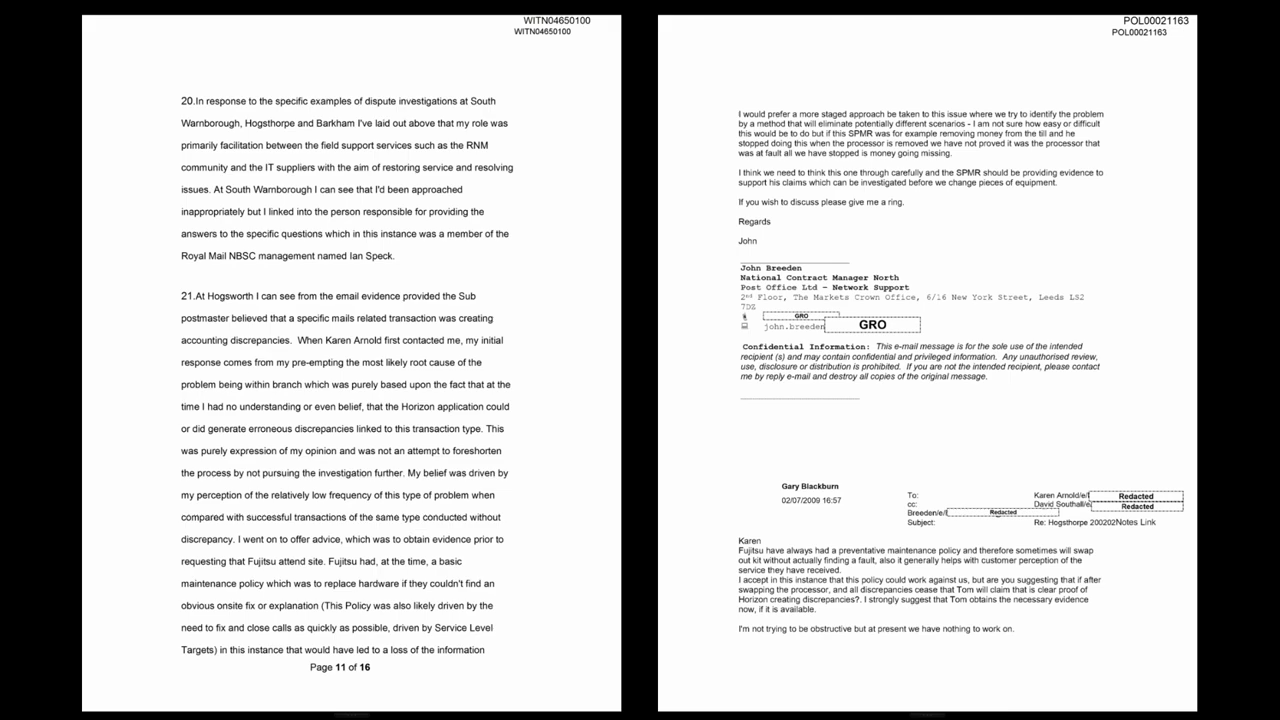 WITN04650100
WITN04650100
20.In response to the specific examples of dispute investigations at South
Warnborough, Hogsthorpe and Barkham I've laid out above that my role was
primarily facilitation between the field support services such as the RNM
community and the IT suppliers with the aim of restoring service and resolving
issues. At South Warnborough I can see that I'd been approached
inappropriately but I linked into the person responsible for providing the
answers to the specific questions which in this instance was a member of the
Royal Mail NBSC management named Ian Speck.
21.At Hogsworth I can see from the email evidence provided the Sub
postmaster believed that a specific mails related transaction was creating
accounting discrepancies. When Karen Arnold first contacted me, my initial
response comes from my pre-empting the most likely root cause of the
problem being within branch which was purely based upon the fact that at the
time I had no understanding or even belief, that the Horizon application could
or did generate erroneous discrepancies linked to this transaction type. This
was purely expression of my opinion and was not an attempt to foreshorten
the process by not pursuing the investigation further. My belief was driven by
my perception of the relatively low frequency of this type of problem when
compared with successful transactions of the same type conducted without
discrepancy. I went on to offer advice, which was to obtain evidence prior to
requesting that Fujitsu attend site. Fujitsu had, at the time, a basic
maintenance policy which was to replace hardware if they couldn't find an
obvious onsite fix or explanation (This Policy was also likely driven by the
need to fix and close calls as quickly as possible, driven by Service Level
Targets) in this instance that would have led to a loss of the information
Page 11 of 16
POL00021163
POL00021163
I would prefer a more staged approach be taken to this issue where we try to identify the problem
by a method that will eliminate potentially different scenarios - I am not sure how easy or difficult
this would be to do but if this SPMR was for example removing money from the till and he
stopped doing this when the processor is removed we have not proved it was the processor that
was at fault all we have stopped is money going missing.
I think we need to think this one through carefully and the SPMR should be providing evidence to
support his claims which can be investigated before we change pieces of equipment.
If you wish to discuss please give me a ring.
Regards
John
John Breeden
National Contract Manager North
Post Office Ltd – Network Support
2nd Floor, The Markets Crown Office, 6/16 New York Street, Leeds LS2
7DZ
GRO
john.breeden GRO
Confidential Information: This e-mail message is for the sole use of the intended
recipient (s) and may contain confidential and privileged information. Any unauthorised review,
use, disclosure or distribution is prohibited. If you are not the intended recipient, please contact
me by reply e-mail and destroy all copies of the original message.
Gary Blackburn
02/07/2009 16:57
To: Karen Arnold/e/ Redacted
cc: David Southall/e Redacted
Breeden/e/ Redacted
Subject: Re: Hogsthorpe 200202Notes Link
Karen
Fujitsu have always had a preventative maintenance policy and therefore sometimes will swap
out kit without actually finding a fault, also it generally helps with customer perception of the
service they have received.
I accept in this instance that this policy could work against us, but are you suggesting that if after
swapping the processor, and all discrepancies cease that Tom will claim that is clear proof of
Horizon creating discrepancies?. I strongly suggest that Tom obtains the necessary evidence
now, if it is available.
I'm not trying to be obstructive but at present we have nothing to work on.